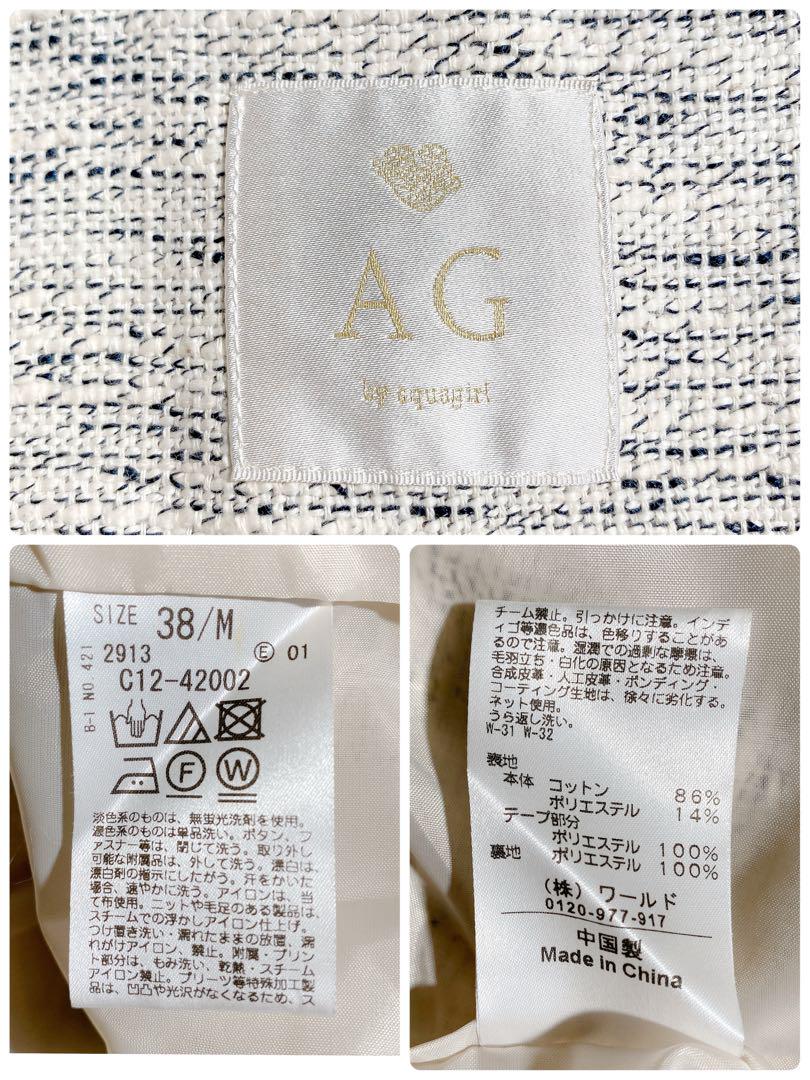 AG
by aquagirl
SIZE 38/M
B-1 NO 421
2913 Ⓔ 01
C12-42002
F W
淡色系のものは、無蛍光洗剤を使用。
濃色系のものは単品洗い。ボタン、フ
ァスナー等は、閉じて洗う。取り外し
可能な附属品は、外して洗う。漂白は、
漂白剤の指示にしたがう。汗をかいた
場合、速やかに洗う。アイロンは、当
て布使用。ニットや毛足のある製品は、
スチームでの浮かしアイロン仕上げ。
つけ置き洗い・濡れたままの放置、濡
れがけアイロン、禁止。附属・プリン
ト部分は、もみ洗い、乾熱・スチーム
アイロン禁止。プリーツ等特殊加工製
品は、凹凸や光沢がなくなるため、ス
チーム禁止。引っかけに注意。インデ
ィゴ等濃色品は、色移りすることがあ
るので注意。湿潤での過剰な摩擦は、
毛羽立ち・白化の原因となるため注意。
合成皮革・人工皮革・ボンディング・
コーティング生地は、徐々に劣化する。
ネット使用。
うら返し洗い。
W-31 W-32
表地
本体 コットン 86%
ポリエステル 14%
テープ部分
ポリエステル 100%
裏地 ポリエステル 100%
(株) ワールド
0120-977-917
中国製
Made in China